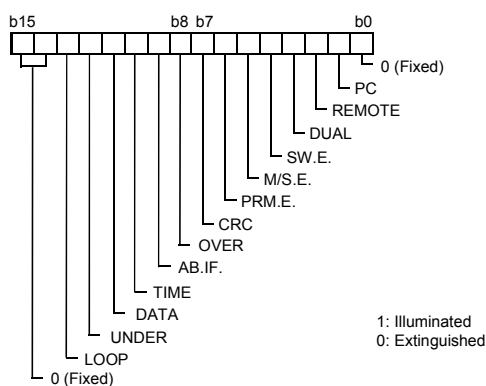 b15 b8 b7 b0
0 (Fixed)
PC
REMOTE
DUAL
SW.E.
M/S.E.
PRM.E.
CRC
OVER
AB.IF.
TIME
DATA
UNDER
LOOP
0 (Fixed)
1: Illuminated
0: Extinguished